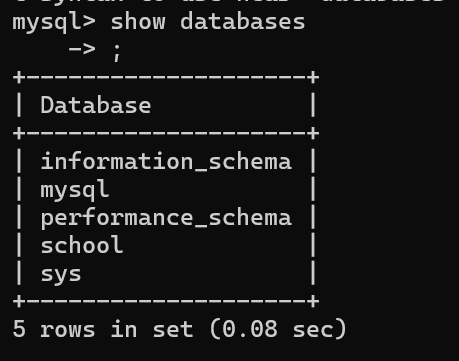 mysql> show databases
    -> ;
+--------------------+
| Database           |
+--------------------+
| information_schema |
| mysql              |
| performance_schema |
| school             |
| sys                |
+--------------------+
5 rows in set (0.08 sec)